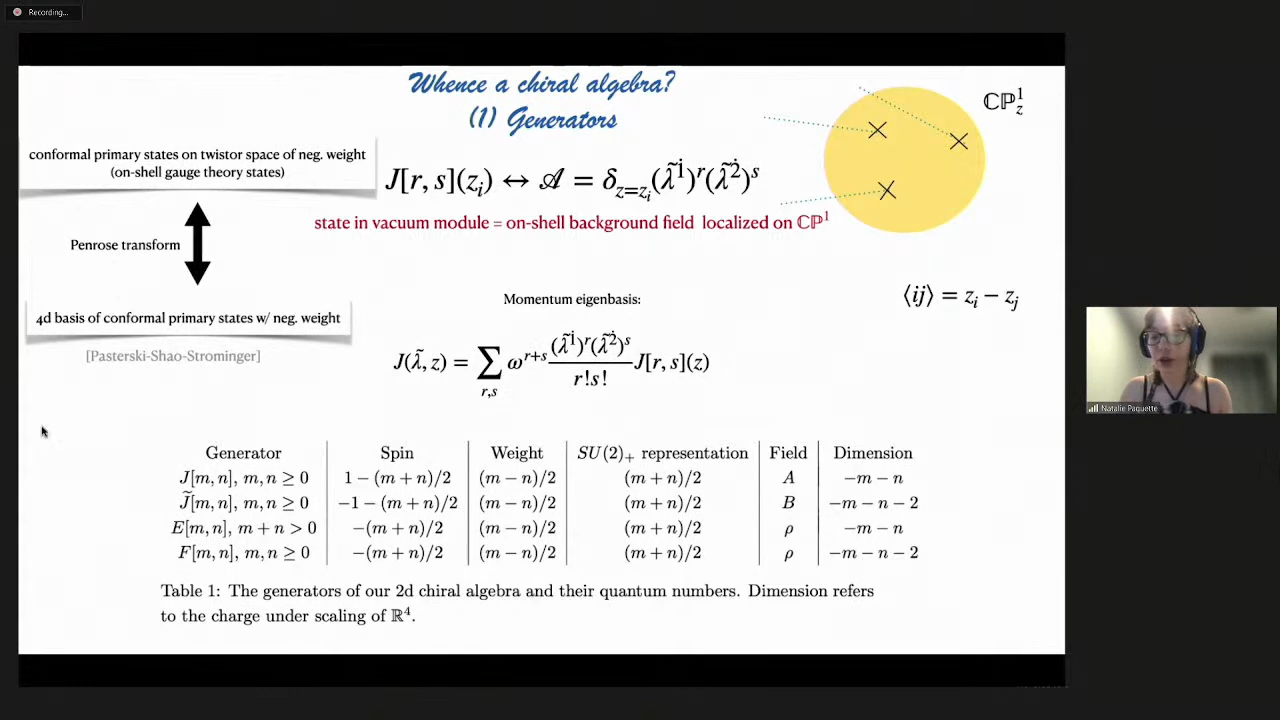 Recording...
Whence a chiral algebra?
(1) Generators
ℂℙ¹_z
conformal primary states on twistor space of neg. weight
(on-shell gauge theory states)
J[r, s](z_i) ↔ 𝒜 = δ_{z=z_i}(λ̃^{1̇})^r(λ̃^{2̇})^s
state in vacuum module = on-shell background field localized on ℂℙ¹
Penrose transform
⟨ij⟩ = z_i − z_j
Momentum eigenbasis:
4d basis of conformal primary states w/ neg. weight
[Pasterski-Shao-Strominger]
J(λ̃, z) = ∑_{r,s} ω^{r+s} (λ̃^{1̇})^r(λ̃^{2̇})^s / r!s! J[r, s](z)
Natalie Paquette
Generator Spin Weight SU(2)₊ representation Field Dimension
J[m, n], m, n ≥ 0 1 − (m + n)/2 (m − n)/2 (m + n)/2 A −m − n
J̃[m, n], m, n ≥ 0 −1 − (m + n)/2 (m − n)/2 (m + n)/2 B −m − n − 2
E[m, n], m + n > 0 −(m + n)/2 (m − n)/2 (m + n)/2 ρ −m − n
F[m, n], m, n ≥ 0 −(m + n)/2 (m − n)/2 (m + n)/2 ρ −m − n − 2
Table 1: The generators of our 2d chiral algebra and their quantum numbers. Dimension refers
to the charge under scaling of ℝ⁴.